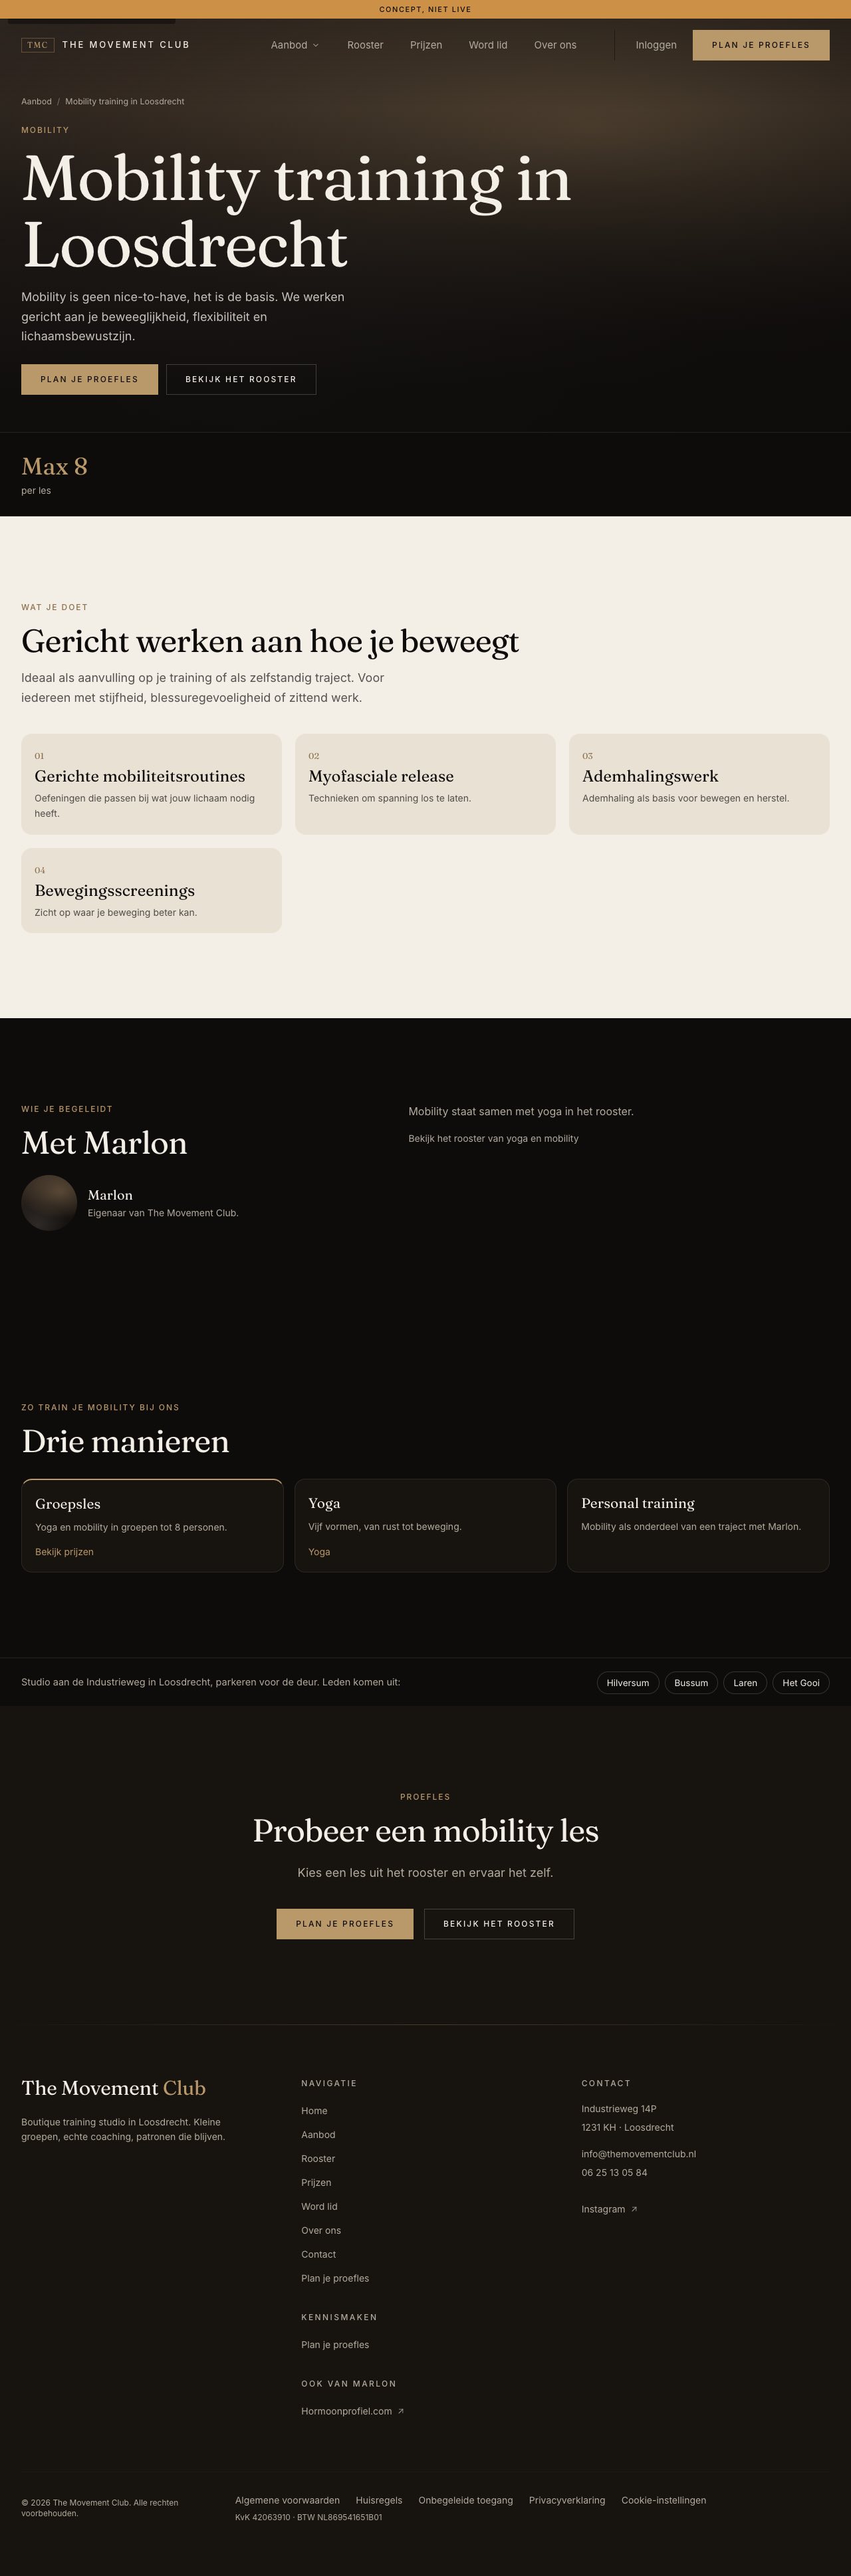 CONCEPT, NIET LIVE
TMC THE MOVEMENT CLUB
Aanbod
Rooster
Prijzen
Word lid
Over ons
Inloggen
PLAN JE PROEFLES
Aanbod / Mobility training in Loosdrecht
MOBILITY
Mobility training in
Loosdrecht
Mobility is geen nice-to-have, het is de basis. We werken
gericht aan je beweeglijkheid, flexibiliteit en
lichaamsbewustzijn.
PLAN JE PROEFLES
BEKIJK HET ROOSTER
Max 8
per les
WAT JE DOET
Gericht werken aan hoe je beweegt
Ideaal als aanvulling op je training of als zelfstandig traject. Voor
iedereen met stijfheid, blessuregevoeligheid of zittend werk.
01
Gerichte mobiliteitsroutines
Oefeningen die passen bij wat jouw lichaam nodig
heeft.
02
Myofasciale release
Technieken om spanning los te laten.
03
Ademhalingswerk
Ademhaling als basis voor bewegen en herstel.
04
Bewegingsscreenings
Zicht op waar je beweging beter kan.
WIE JE BEGELEIDT
Met Marlon
Marlon
Eigenaar van The Movement Club.
Mobility staat samen met yoga in het rooster.
Bekijk het rooster van yoga en mobility
ZO TRAIN JE MOBILITY BIJ ONS
Drie manieren
Groepsles
Yoga en mobility in groepen tot 8 personen.
Bekijk prijzen
Yoga
Vijf vormen, van rust tot beweging.
Yoga
Personal training
Mobility als onderdeel van een traject met Marlon.
Studio aan de Industrieweg in Loosdrecht, parkeren voor de deur. Leden komen uit:
Hilversum
Bussum
Laren
Het Gooi
PROEFLES
Probeer een mobility les
Kies een les uit het rooster en ervaar het zelf.
PLAN JE PROEFLES
BEKIJK HET ROOSTER
The Movement Club
Boutique training studio in Loosdrecht. Kleine
groepen, echte coaching, patronen die blijven.
NAVIGATIE
Home
Aanbod
Rooster
Prijzen
Word lid
Over ons
Contact
Plan je proefles
KENNISMAKEN
Plan je proefles
OOK VAN MARLON
Hormoonprofiel.com ↗
CONTACT
Industrieweg 14P
1231 KH · Loosdrecht
info@themovementclub.nl
06 25 13 05 84
Instagram ↗
© 2026 The Movement Club. Alle rechten
voorbehouden.
Algemene voorwaarden
Huisregels
Onbegeleide toegang
Privacyverklaring
Cookie-instellingen
KvK 42063910 · BTW NL869541651B01